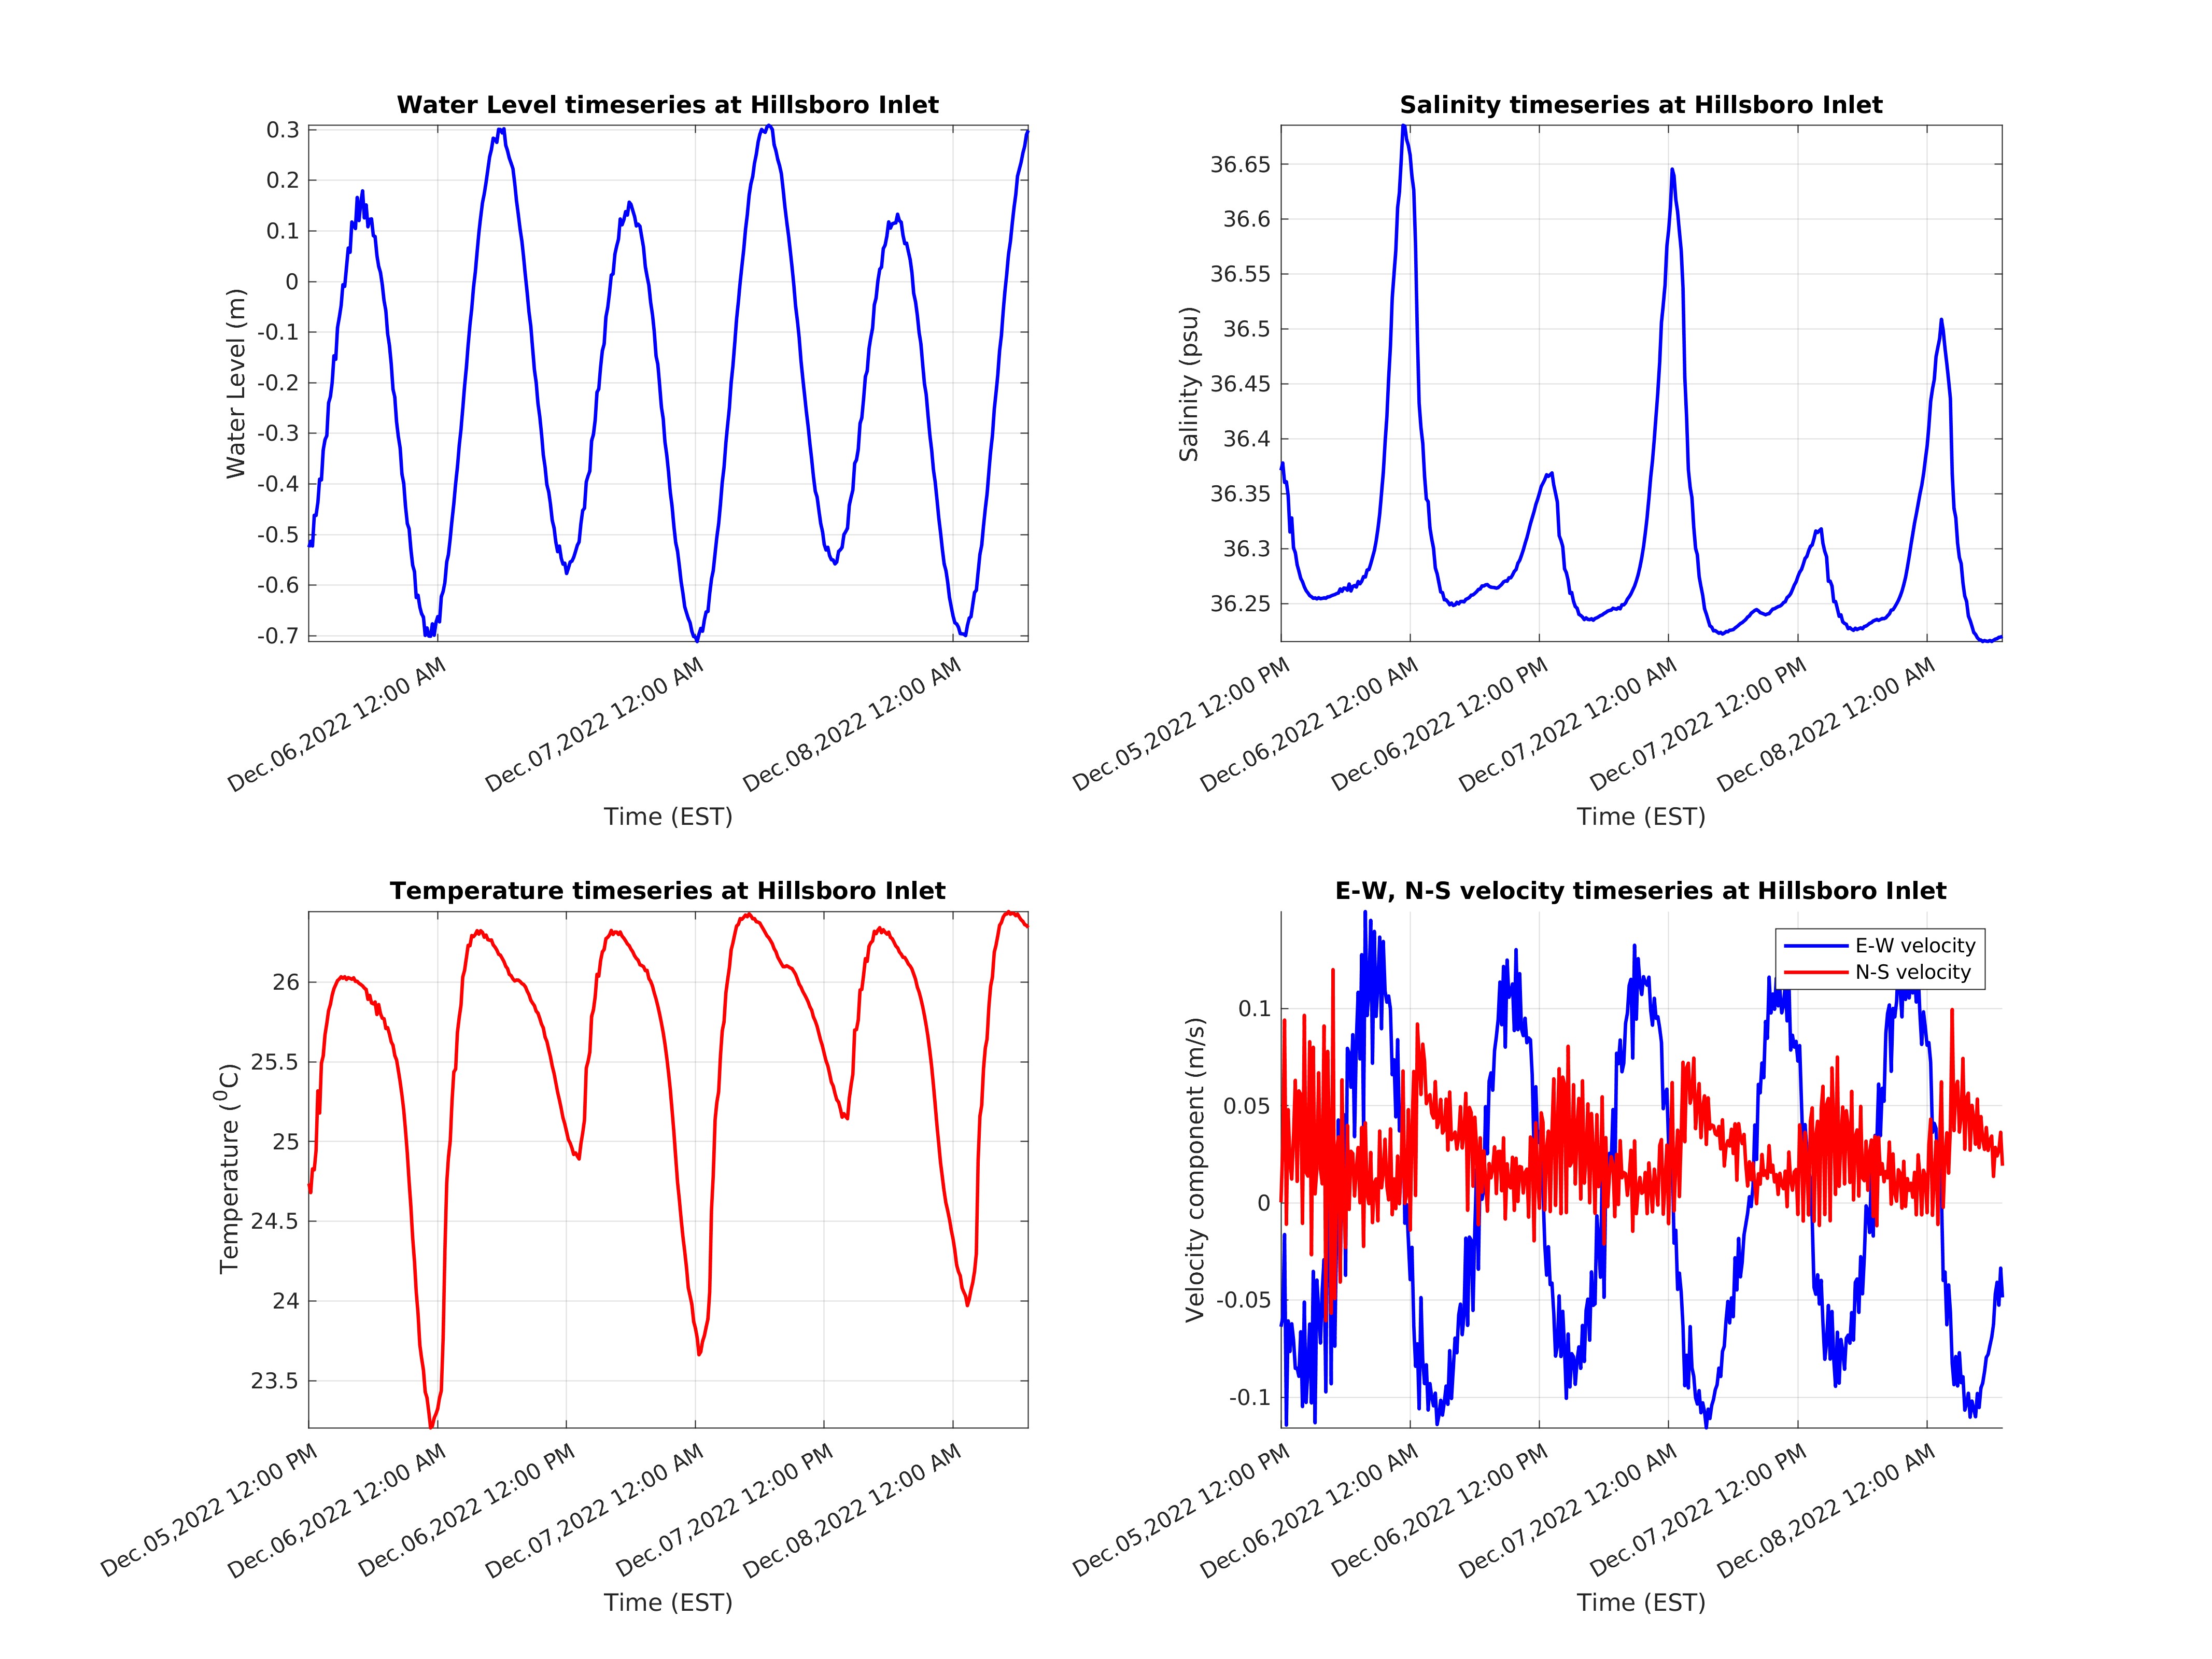 Water Level timeseries at Hillsboro Inlet
Water Level (m)
0.3
0.2
0.1
0
-0.1
-0.2
-0.3
-0.4
-0.5
-0.6
-0.7
Dec.06,2022 12:00 AM
Dec.07,2022 12:00 AM
Dec.08,2022 12:00 AM
Time (EST)
Salinity timeseries at Hillsboro Inlet
Salinity (psu)
36.65
36.6
36.55
36.5
36.45
36.4
36.35
36.3
36.25
Dec.05,2022 12:00 PM
Dec.06,2022 12:00 AM
Dec.06,2022 12:00 PM
Dec.07,2022 12:00 AM
Dec.07,2022 12:00 PM
Dec.08,2022 12:00 AM
Time (EST)
Temperature timeseries at Hillsboro Inlet
Temperature (⁰C)
26
25.5
25
24.5
24
23.5
Dec.05,2022 12:00 PM
Dec.06,2022 12:00 AM
Dec.06,2022 12:00 PM
Dec.07,2022 12:00 AM
Dec.07,2022 12:00 PM
Dec.08,2022 12:00 AM
Time (EST)
E-W, N-S velocity timeseries at Hillsboro Inlet
E-W velocity
N-S velocity
Velocity component (m/s)
0.1
0.05
0
-0.05
-0.1
Dec.05,2022 12:00 PM
Dec.06,2022 12:00 AM
Dec.06,2022 12:00 PM
Dec.07,2022 12:00 AM
Dec.07,2022 12:00 PM
Dec.08,2022 12:00 AM
Time (EST)